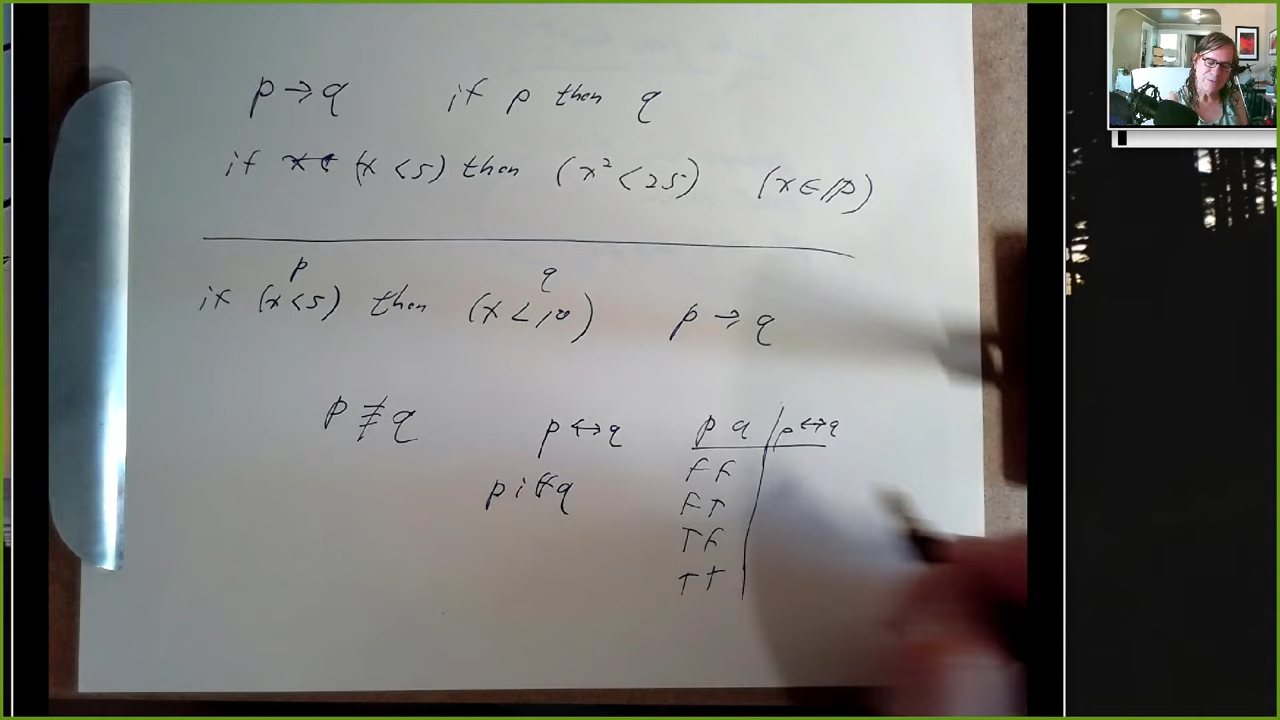 p → q if p then q
if (x < 5) then (x² < 25) (x ∈ ℙ)
p q
if (x < 5) then (x < 10) p → q
p ≢ q p ↔ q p q p ↔ q
F F
p iff q F T
T F
T T